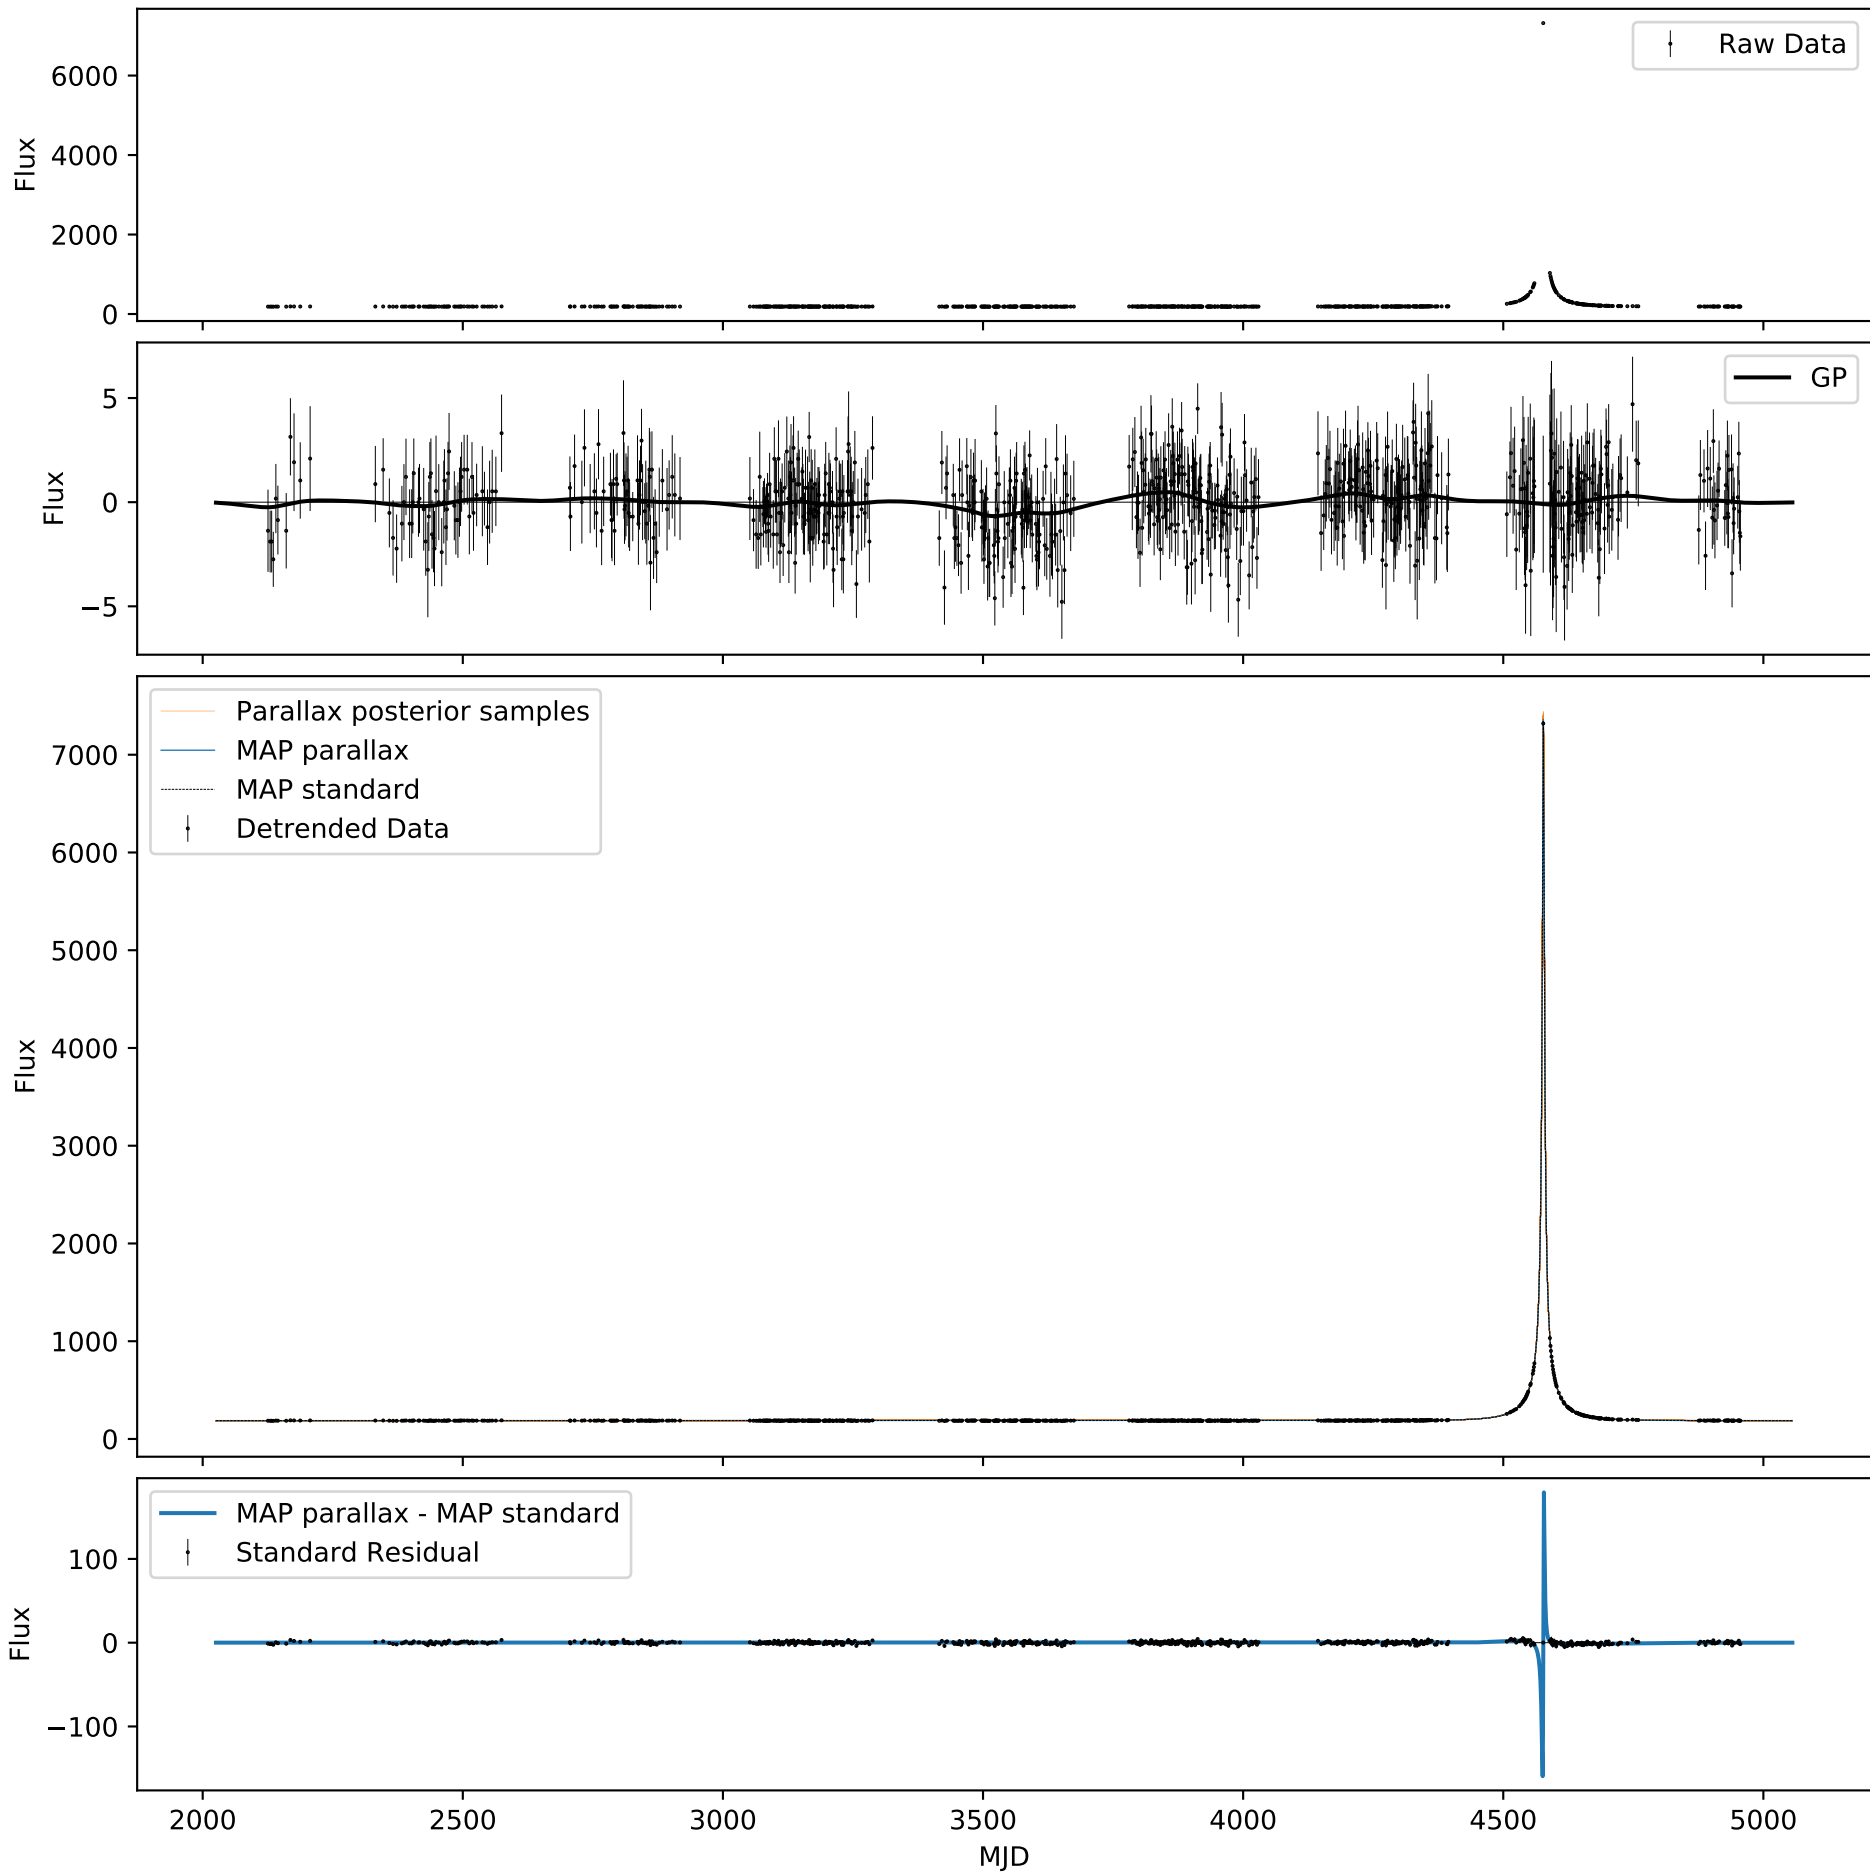 Raw Data
6000
4000
2000
0
Flux
GP
5
0
−5
Flux
Parallax posterior samples
MAP parallax
MAP standard
Detrended Data
7000
6000
5000
4000
3000
2000
1000
0
Flux
MAP parallax - MAP standard
Standard Residual
100
0
−100
Flux
2000 2500 3000 3500 4000 4500 5000
MJD